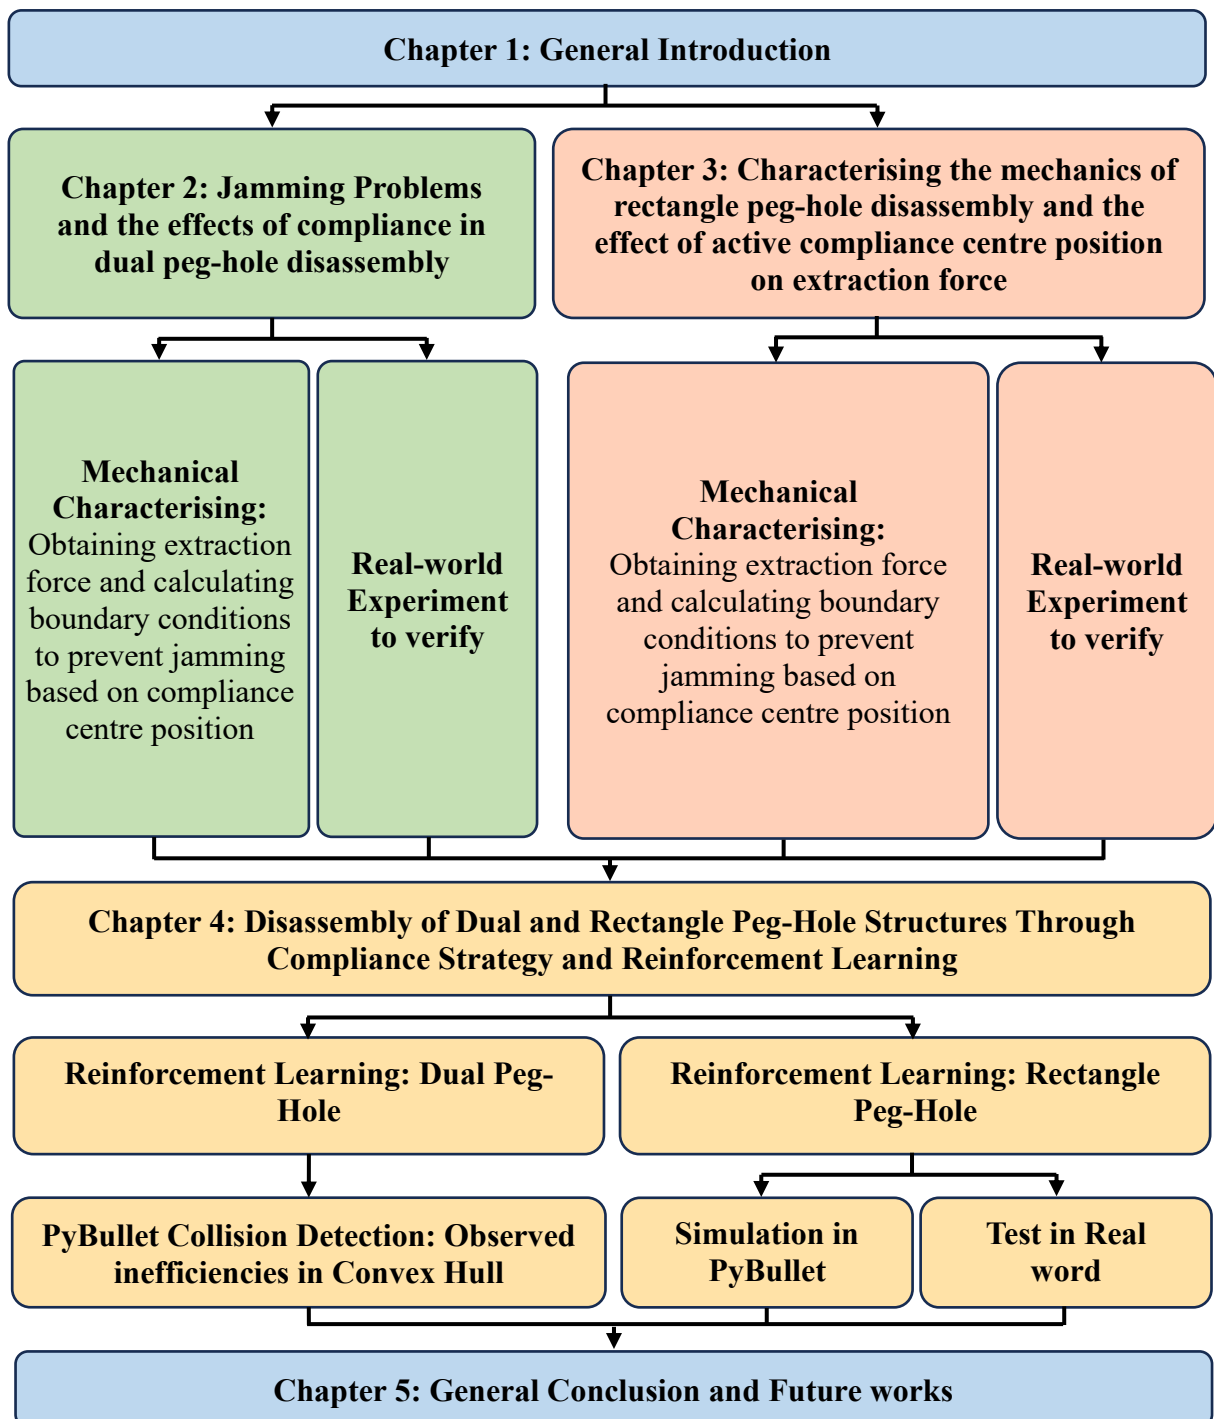 Chapter 1: General Introduction
Chapter 2: Jamming Problems
and the effects of compliance in
dual peg-hole disassembly
Chapter 3: Characterising the mechanics of
rectangle peg-hole disassembly and the
effect of active compliance centre position
on extraction force
Mechanical
Characterising:
Obtaining extraction
force and calculating
boundary conditions
to prevent jamming
based on compliance
centre position
Real-world
Experiment
to verify
Mechanical
Characterising:
Obtaining extraction force
and calculating boundary
conditions to prevent
jamming based on
compliance centre position
Real-world
Experiment
to verify
Chapter 4: Disassembly of Dual and Rectangle Peg-Hole Structures Through
Compliance Strategy and Reinforcement Learning
Reinforcement Learning: Dual Peg-
Hole
Reinforcement Learning: Rectangle
Peg-Hole
PyBullet Collision Detection: Observed
inefficiencies in Convex Hull
Simulation in
PyBullet
Test in Real
word
Chapter 5: General Conclusion and Future works